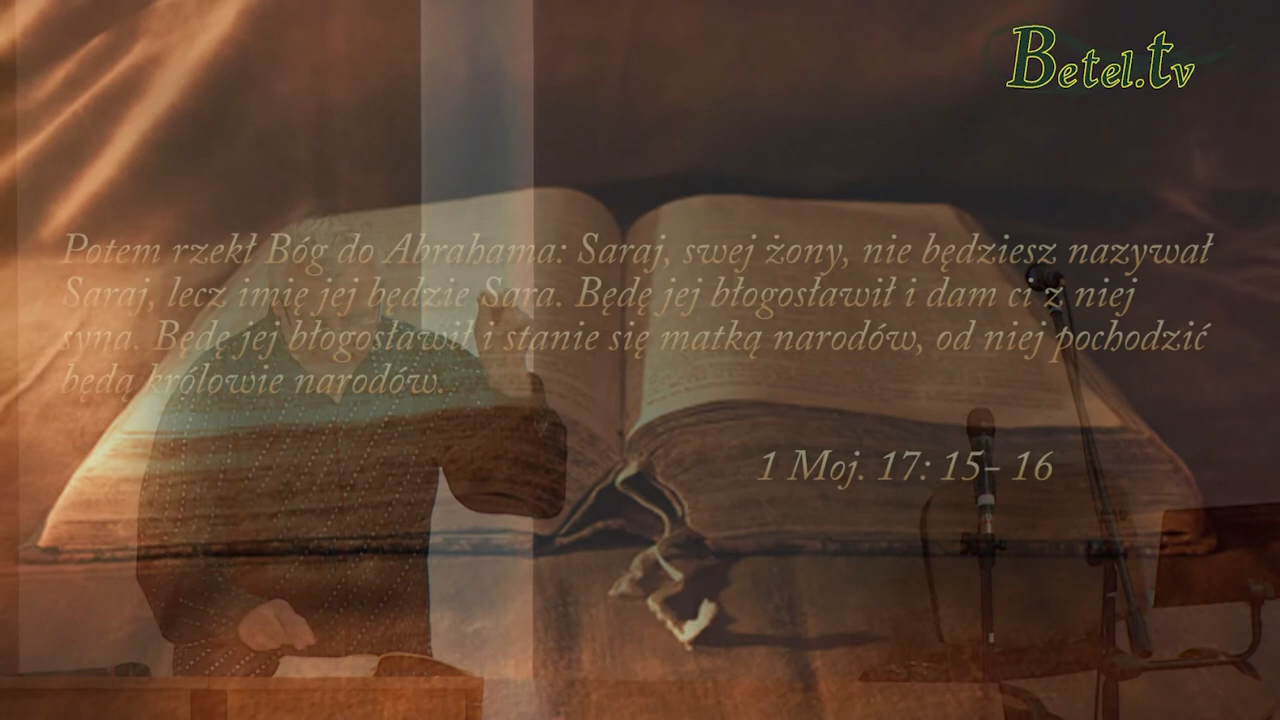 Betel.tv
Potem rzekł Bóg do Abrahama: Saraj, swej żony, nie będziesz nazywał
Saraj, lecz imię jej będzie Sara. Będę jej błogosławił i dam ci z niej
syna. Będę jej błogosławił i stanie się matką narodów, od niej pochodzić
będą królowie narodów.
1 Moj. 17: 15- 16